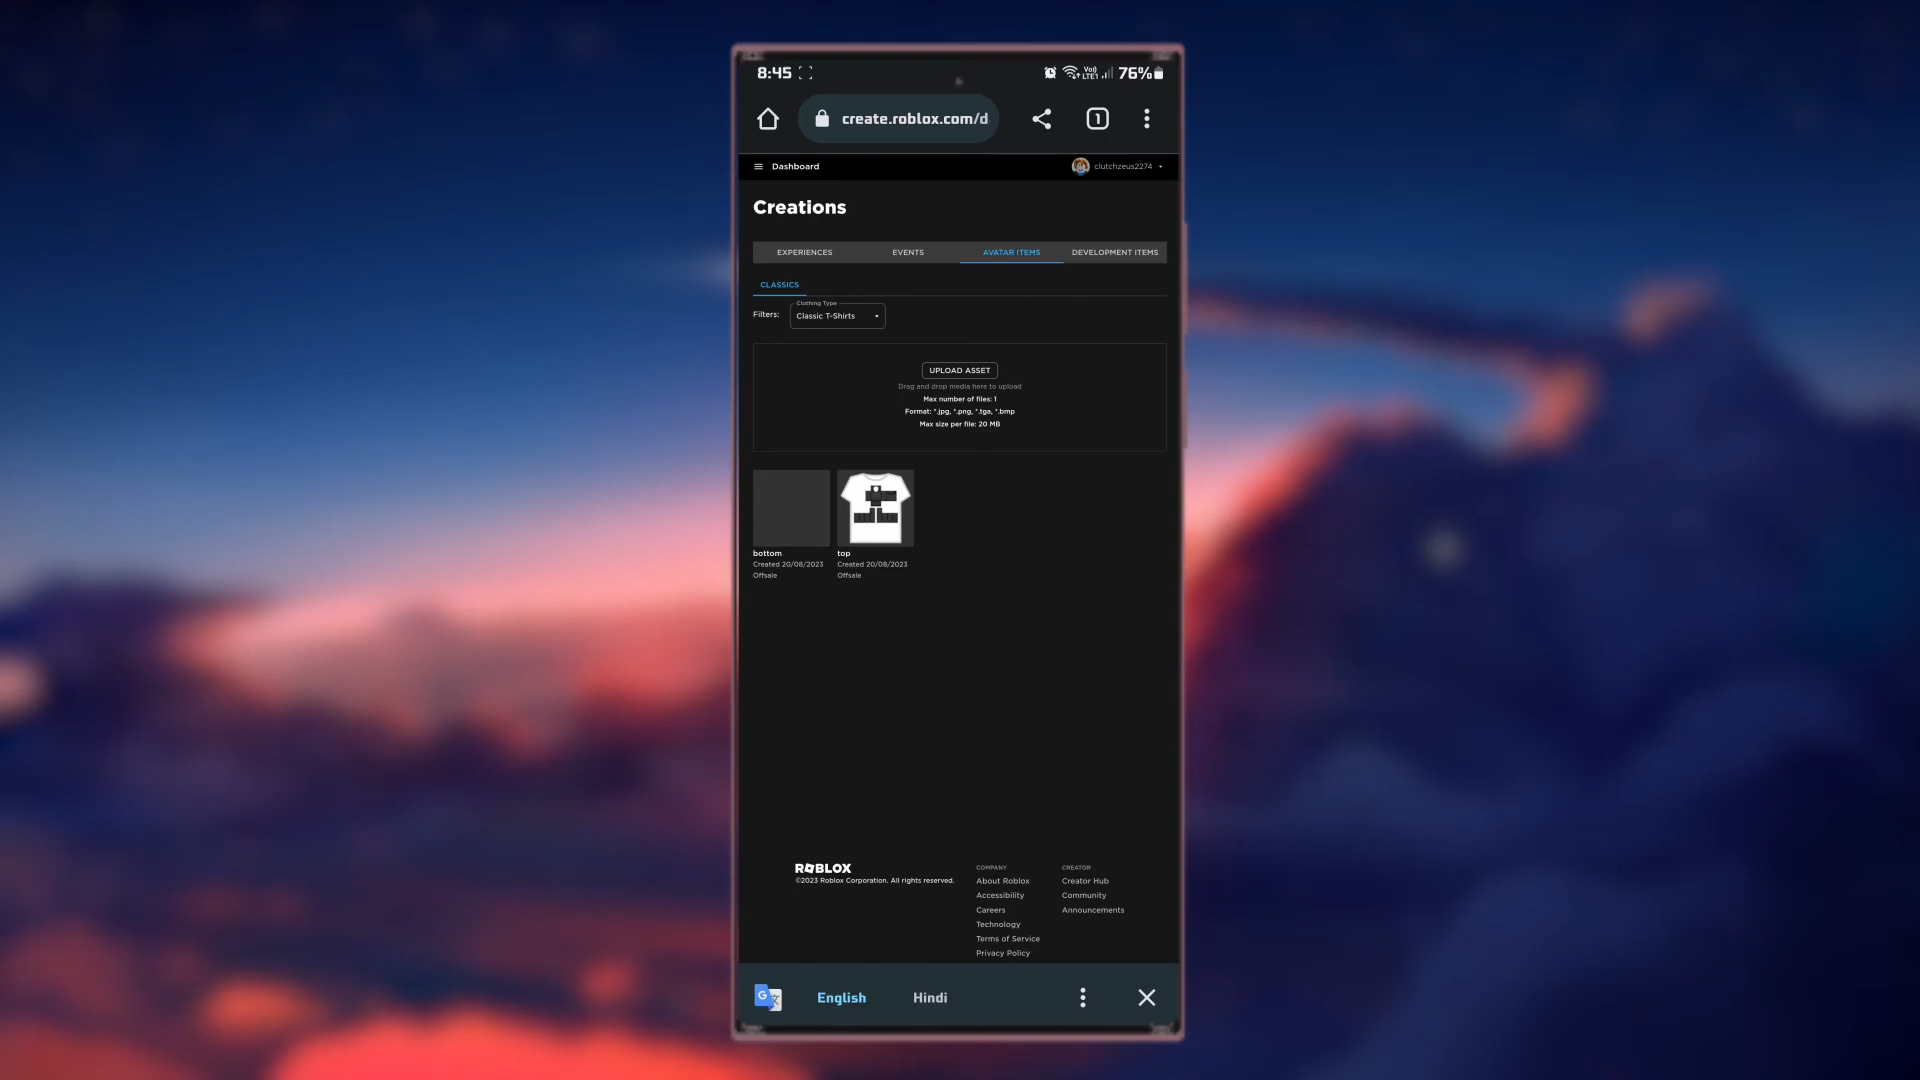 8:45
Vo)) LTE1 76%
create.roblox.com/d
1
Dashboard
clutchzeus2274
Creations
EXPERIENCES EVENTS AVATAR ITEMS DEVELOPMENT ITEMS
CLASSICS
Filters:
Clothing Type
Classic T-Shirts
UPLOAD ASSET
Drag and drop media here to upload
Max number of files: 1
Format: *.jpg, *.png, *.tga, *.bmp
Max size per file: 20 MB
bottom
Created 20/08/2023
Offsale
top
Created 20/08/2023
Offsale
ROBLOX
©2023 Roblox Corporation. All rights reserved.
COMPANY
About Roblox
Accessibility
Careers
Technology
Terms of Service
Privacy Policy
CREATOR
Creator Hub
Community
Announcements
G 文
English Hindi